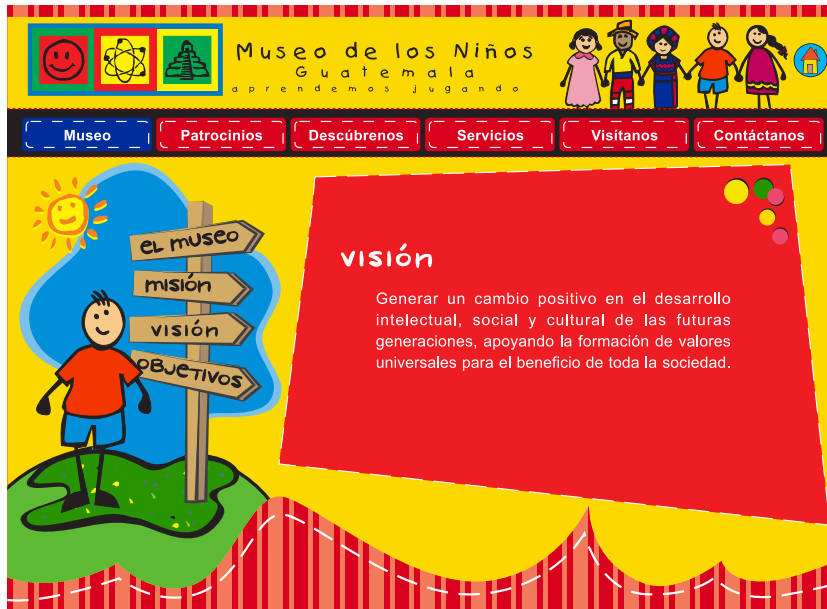 Museo de los Niños
Guatemala
aprendemos jugando
Museo
Patrocinios
Descúbrenos
Servicios
Visítanos
Contáctanos
EL MUSEO
MISIÓN
VISIÓN
OBJETIVOS
VISIÓN
Generar un cambio positivo en el desarrollo
intelectual, social y cultural de las futuras
generaciones, apoyando la formación de valores
universales para el beneficio de toda la sociedad.